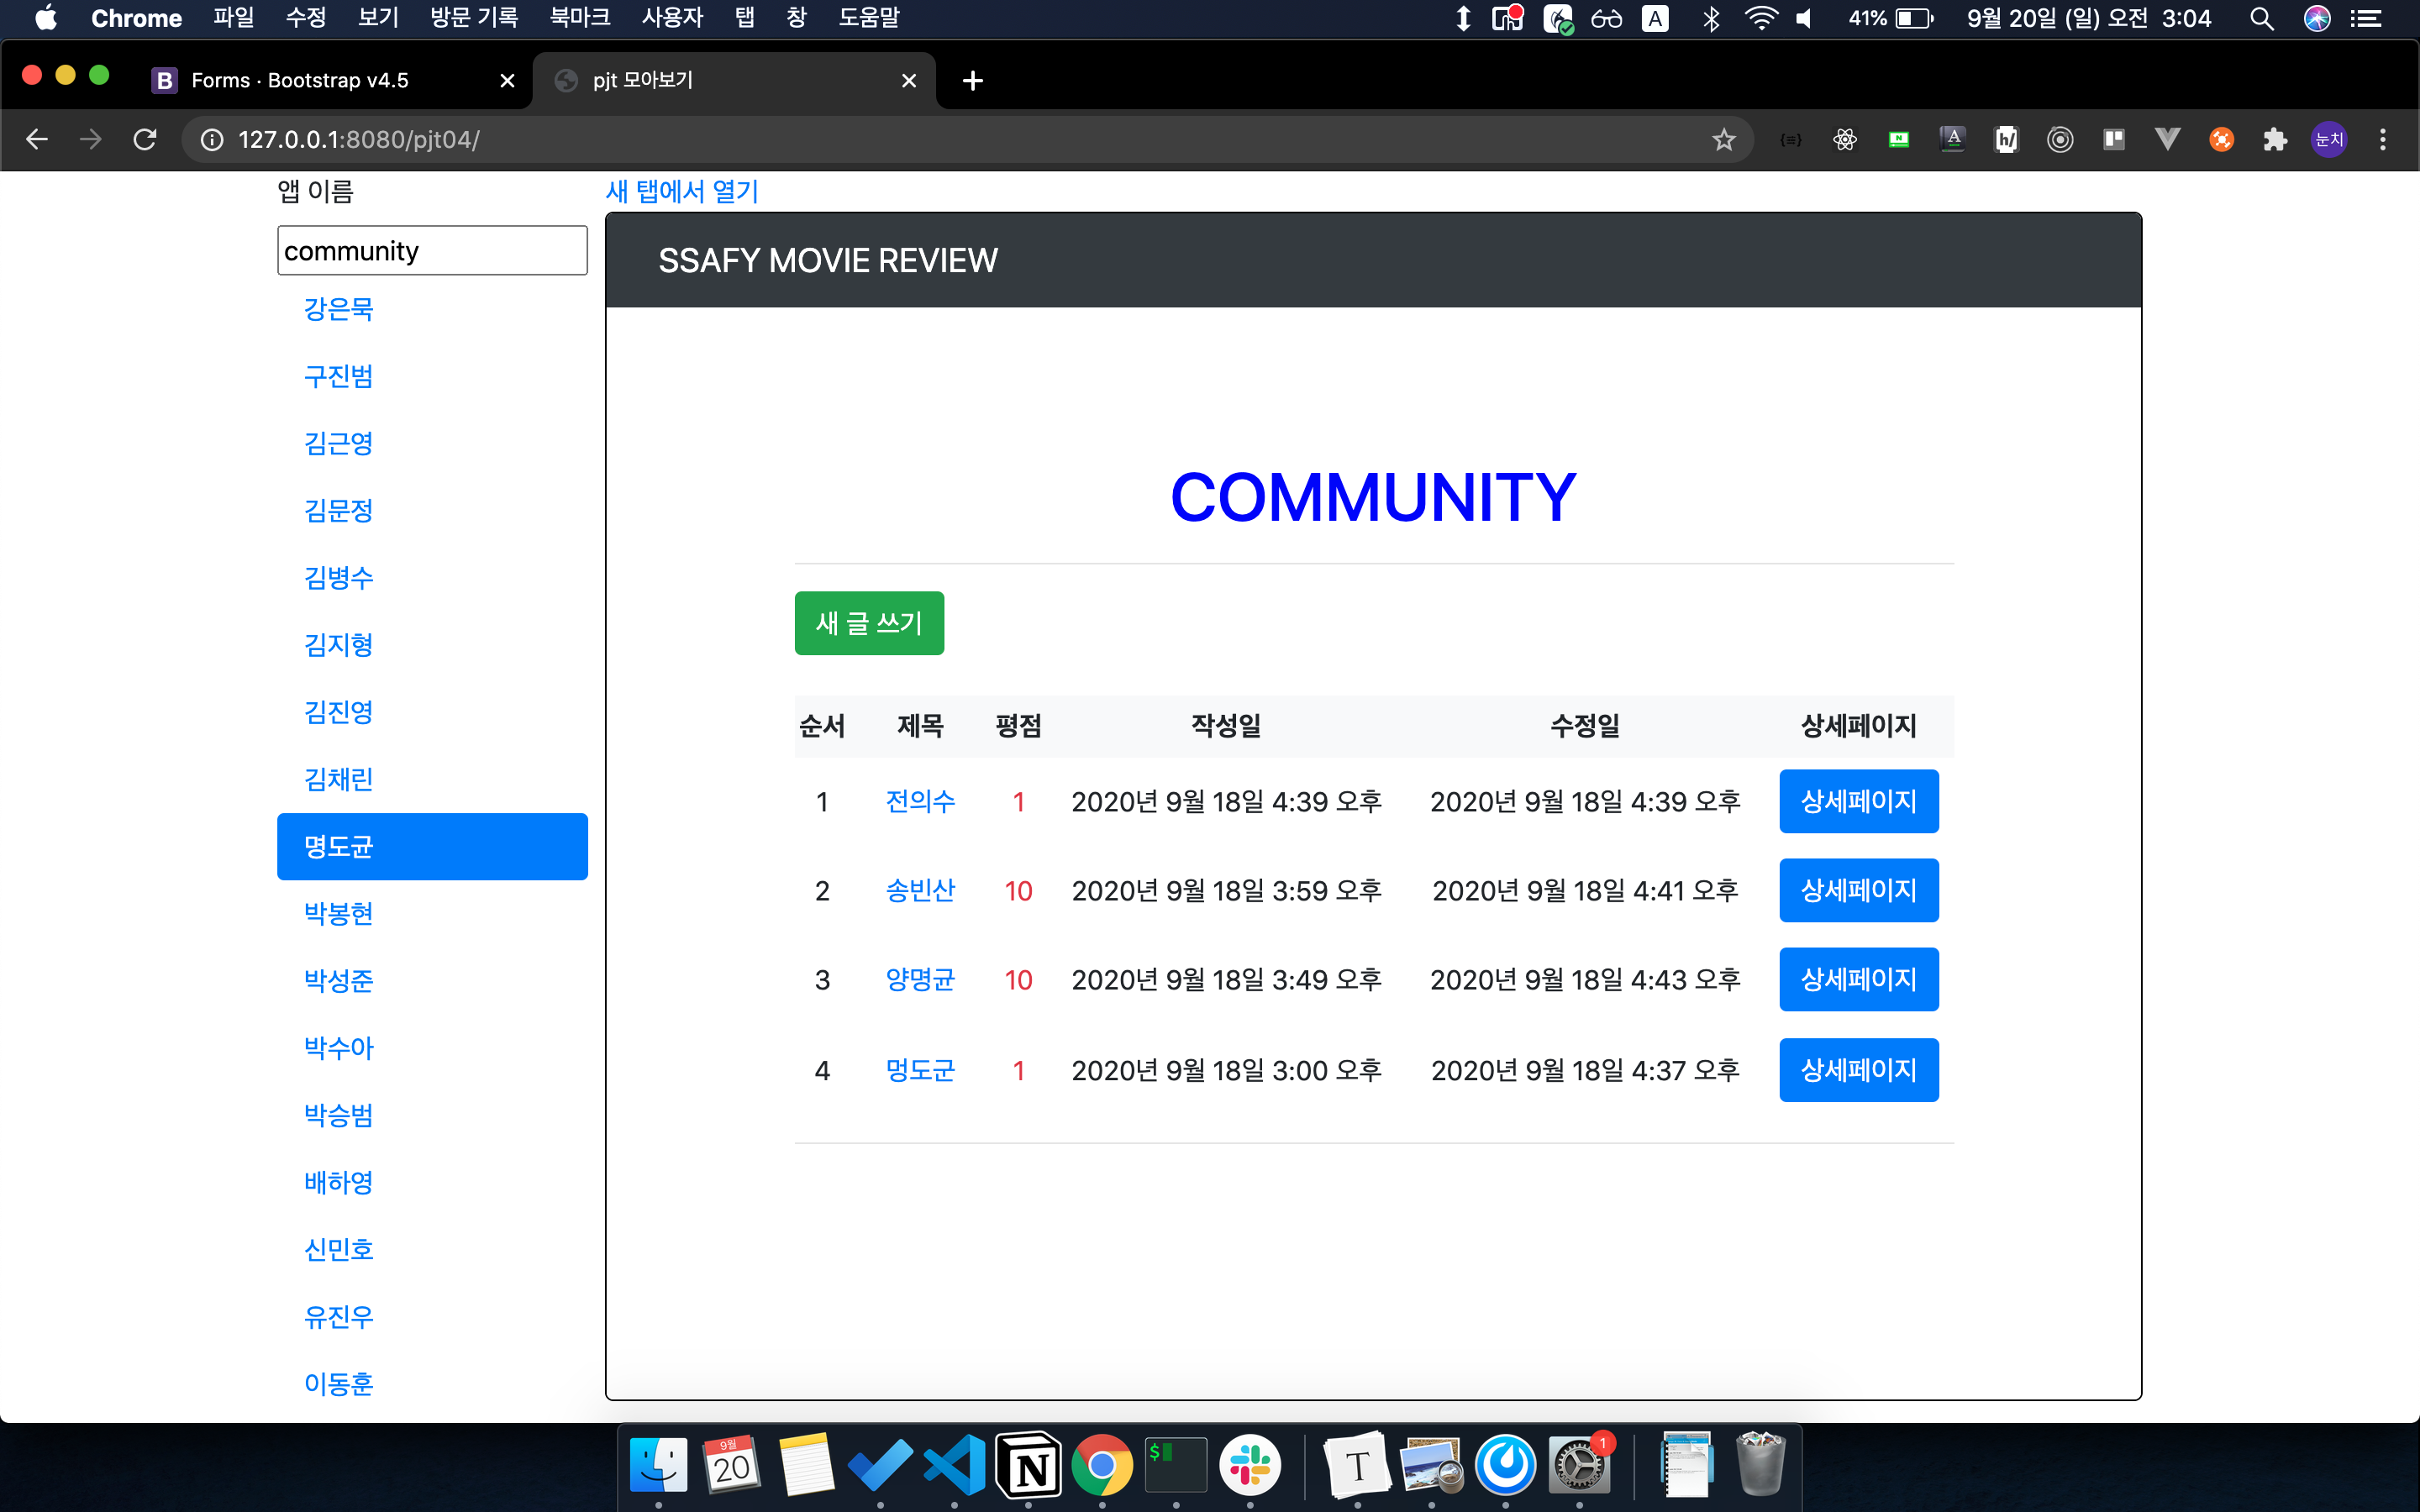 Chrome 파일 수정 보기 방문 기록 북마크 사용자 탭 창 도움말 A 41% 9월 20일 (일) 오전 3:04
B Forms · Bootstrap v4.5 pjt 모아보기
127.0.0.1:8080/pjt04/ N A h/ 눈치
앱 이름
community
강은묵
구진범
김근영
김문정
김병수
김지형
김진영
김채린
명도균
박봉현
박성준
박수아
박승범
배하영
신민호
유진우
이동훈
새 탭에서 열기
SSAFY MOVIE REVIEW
COMMUNITY
새 글 쓰기
순서 제목 평점 작성일 수정일 상세페이지
1 전의수 1 2020년 9월 18일 4:39 오후 2020년 9월 18일 4:39 오후 상세페이지
2 송빈산 10 2020년 9월 18일 3:59 오후 2020년 9월 18일 4:41 오후 상세페이지
3 양명균 10 2020년 9월 18일 3:49 오후 2020년 9월 18일 4:43 오후 상세페이지
4 멍도군 1 2020년 9월 18일 3:00 오후 2020년 9월 18일 4:37 오후 상세페이지
9월
20 N $ T 1